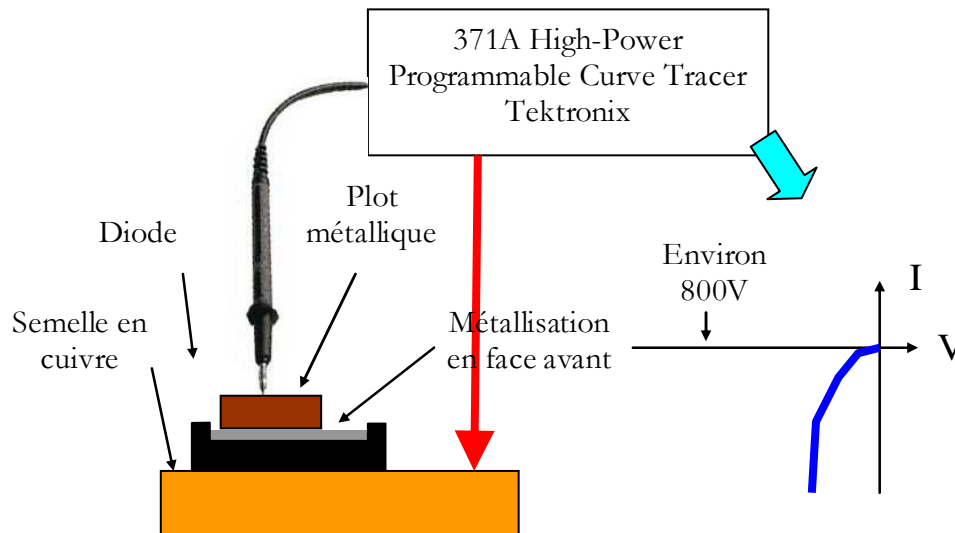 371A High-Power
Programmable Curve Tracer
Tektronix
Plot
métallique
Diode
Environ
800V
I
V
Semelle en
cuivre
Métallisation
en face avant